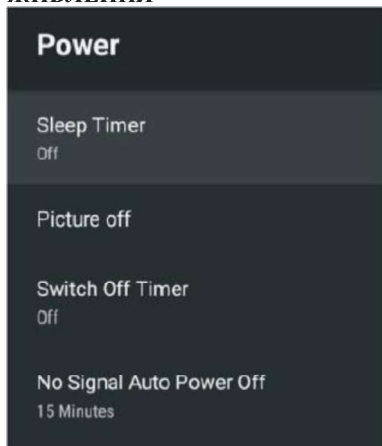 Power
Sleep Timer
Off
Picture off
Switch Off Timer
Off
No Signal Auto Power Off
15 Minutes